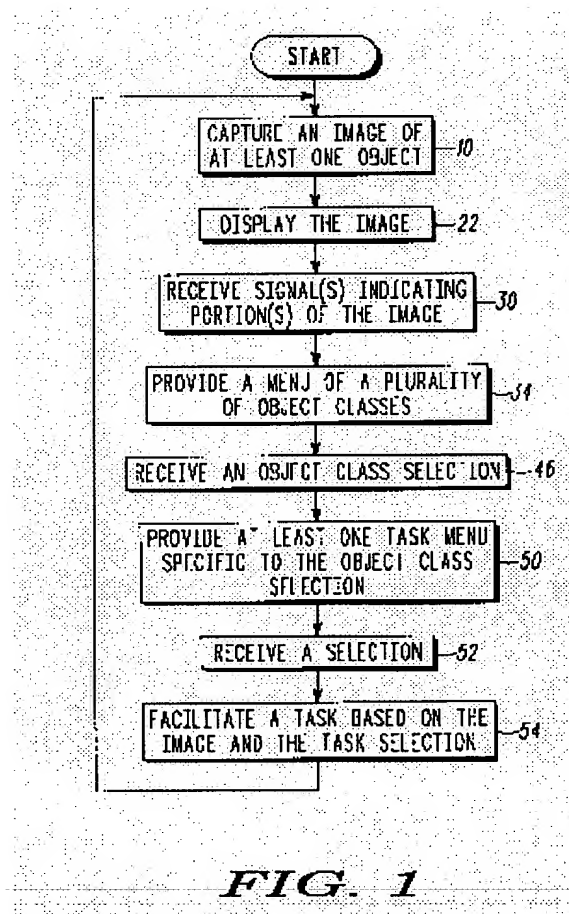 START
CAPTURE AN IMAGE OF
AT LEAST ONE OBJECT
10
DISPLAY THE IMAGE
22
RECEIVE SIGNAL(S) INDICATING
PORTION(S) OF THE IMAGE
30
PROVIDE A MENU OF A PLURALITY
OF OBJECT CLASSES
34
RECEIVE AN OBJECT CLASS SELECTION
46
PROVIDE AT LEAST ONE TASK MENU
SPECIFIC TO THE OBJECT CLASS
SELECTION
50
RECEIVE A SELECTION
52
FACILITATE A TASK BASED ON THE
IMAGE AND THE TASK SELECTION
54
FIG. 1